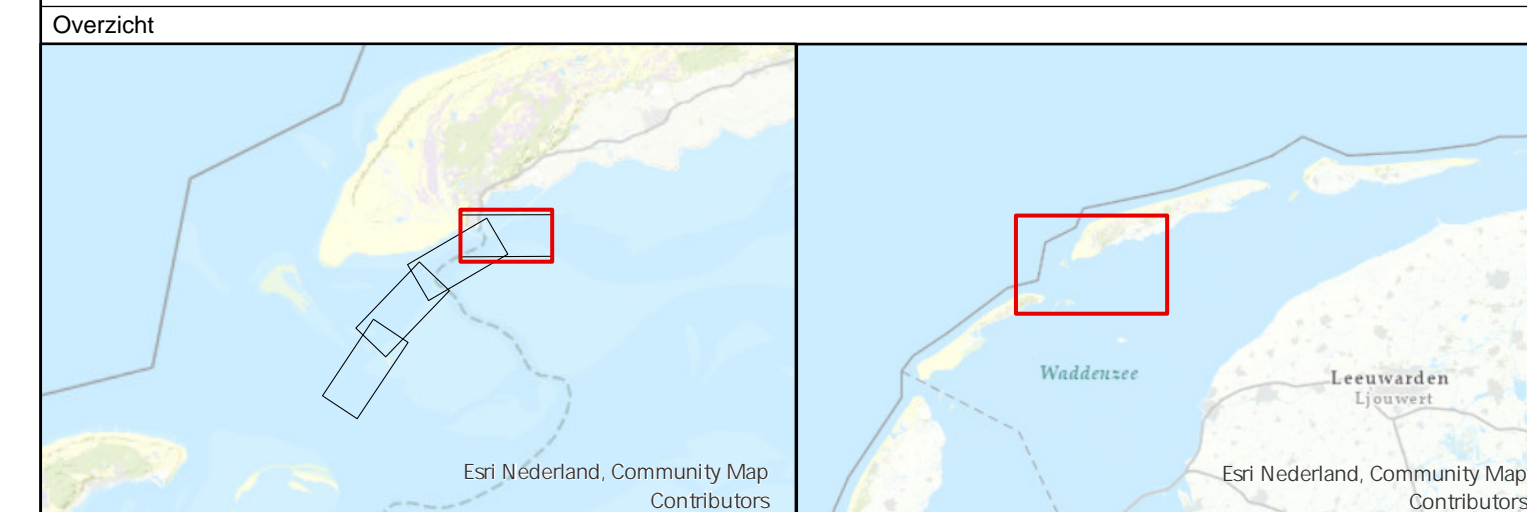 Overzicht
Esri Nederland, Community Map
Contributors
Waddenzee
Leeuwarden
Ljouwert
Esri Nederland, Community Map
Contributors